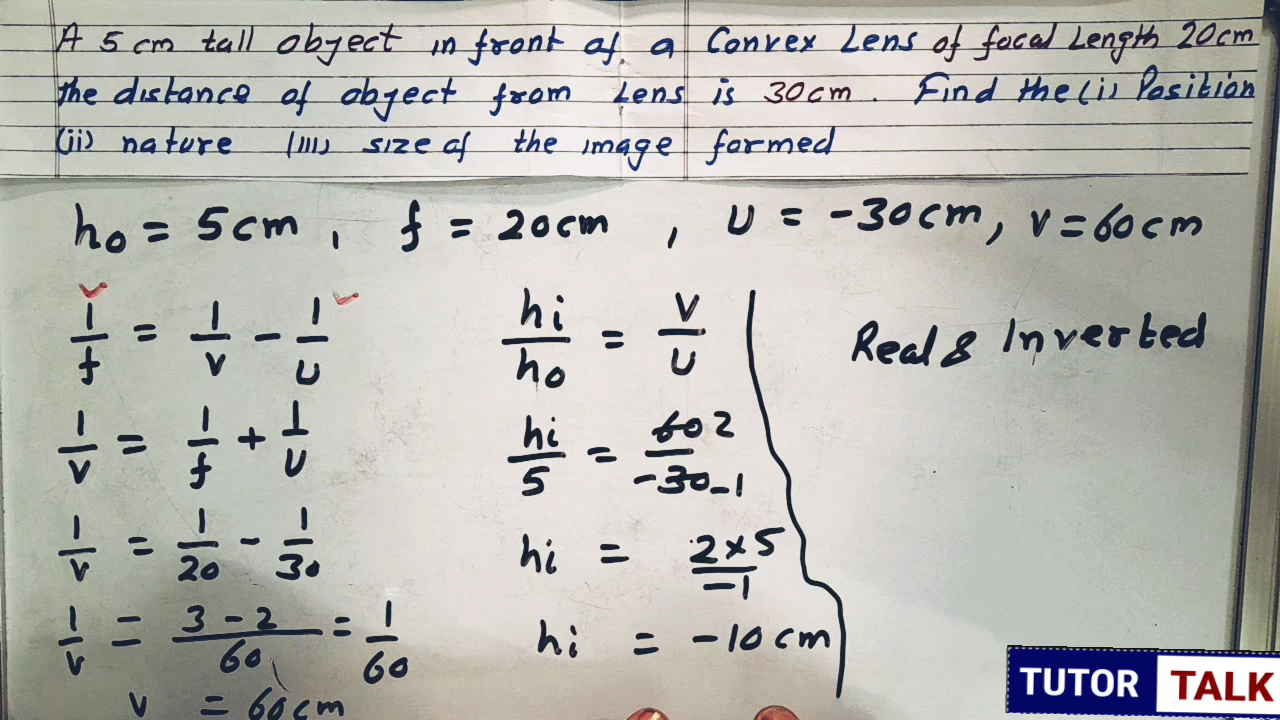 A 5 cm tall object in front of a Convex Lens of focal Length 20cm
the distance of object from Lens is 30cm. Find the (i) Position
(ii) nature (iii) size of the image formed
ho = 5cm, f = 20cm, u = -30cm, v = 60cm
1/f = 1/v - 1/u
1/v = 1/f + 1/u
1/v = 1/20 - 1/30
1/v = 3-2/60 = 1/60
v = 60cm
hi/ho = v/u
hi/5 = 60 2/-30 -1
hi = 2×5/-1
hi = -10cm
Real & Inverted
TUTOR TALK